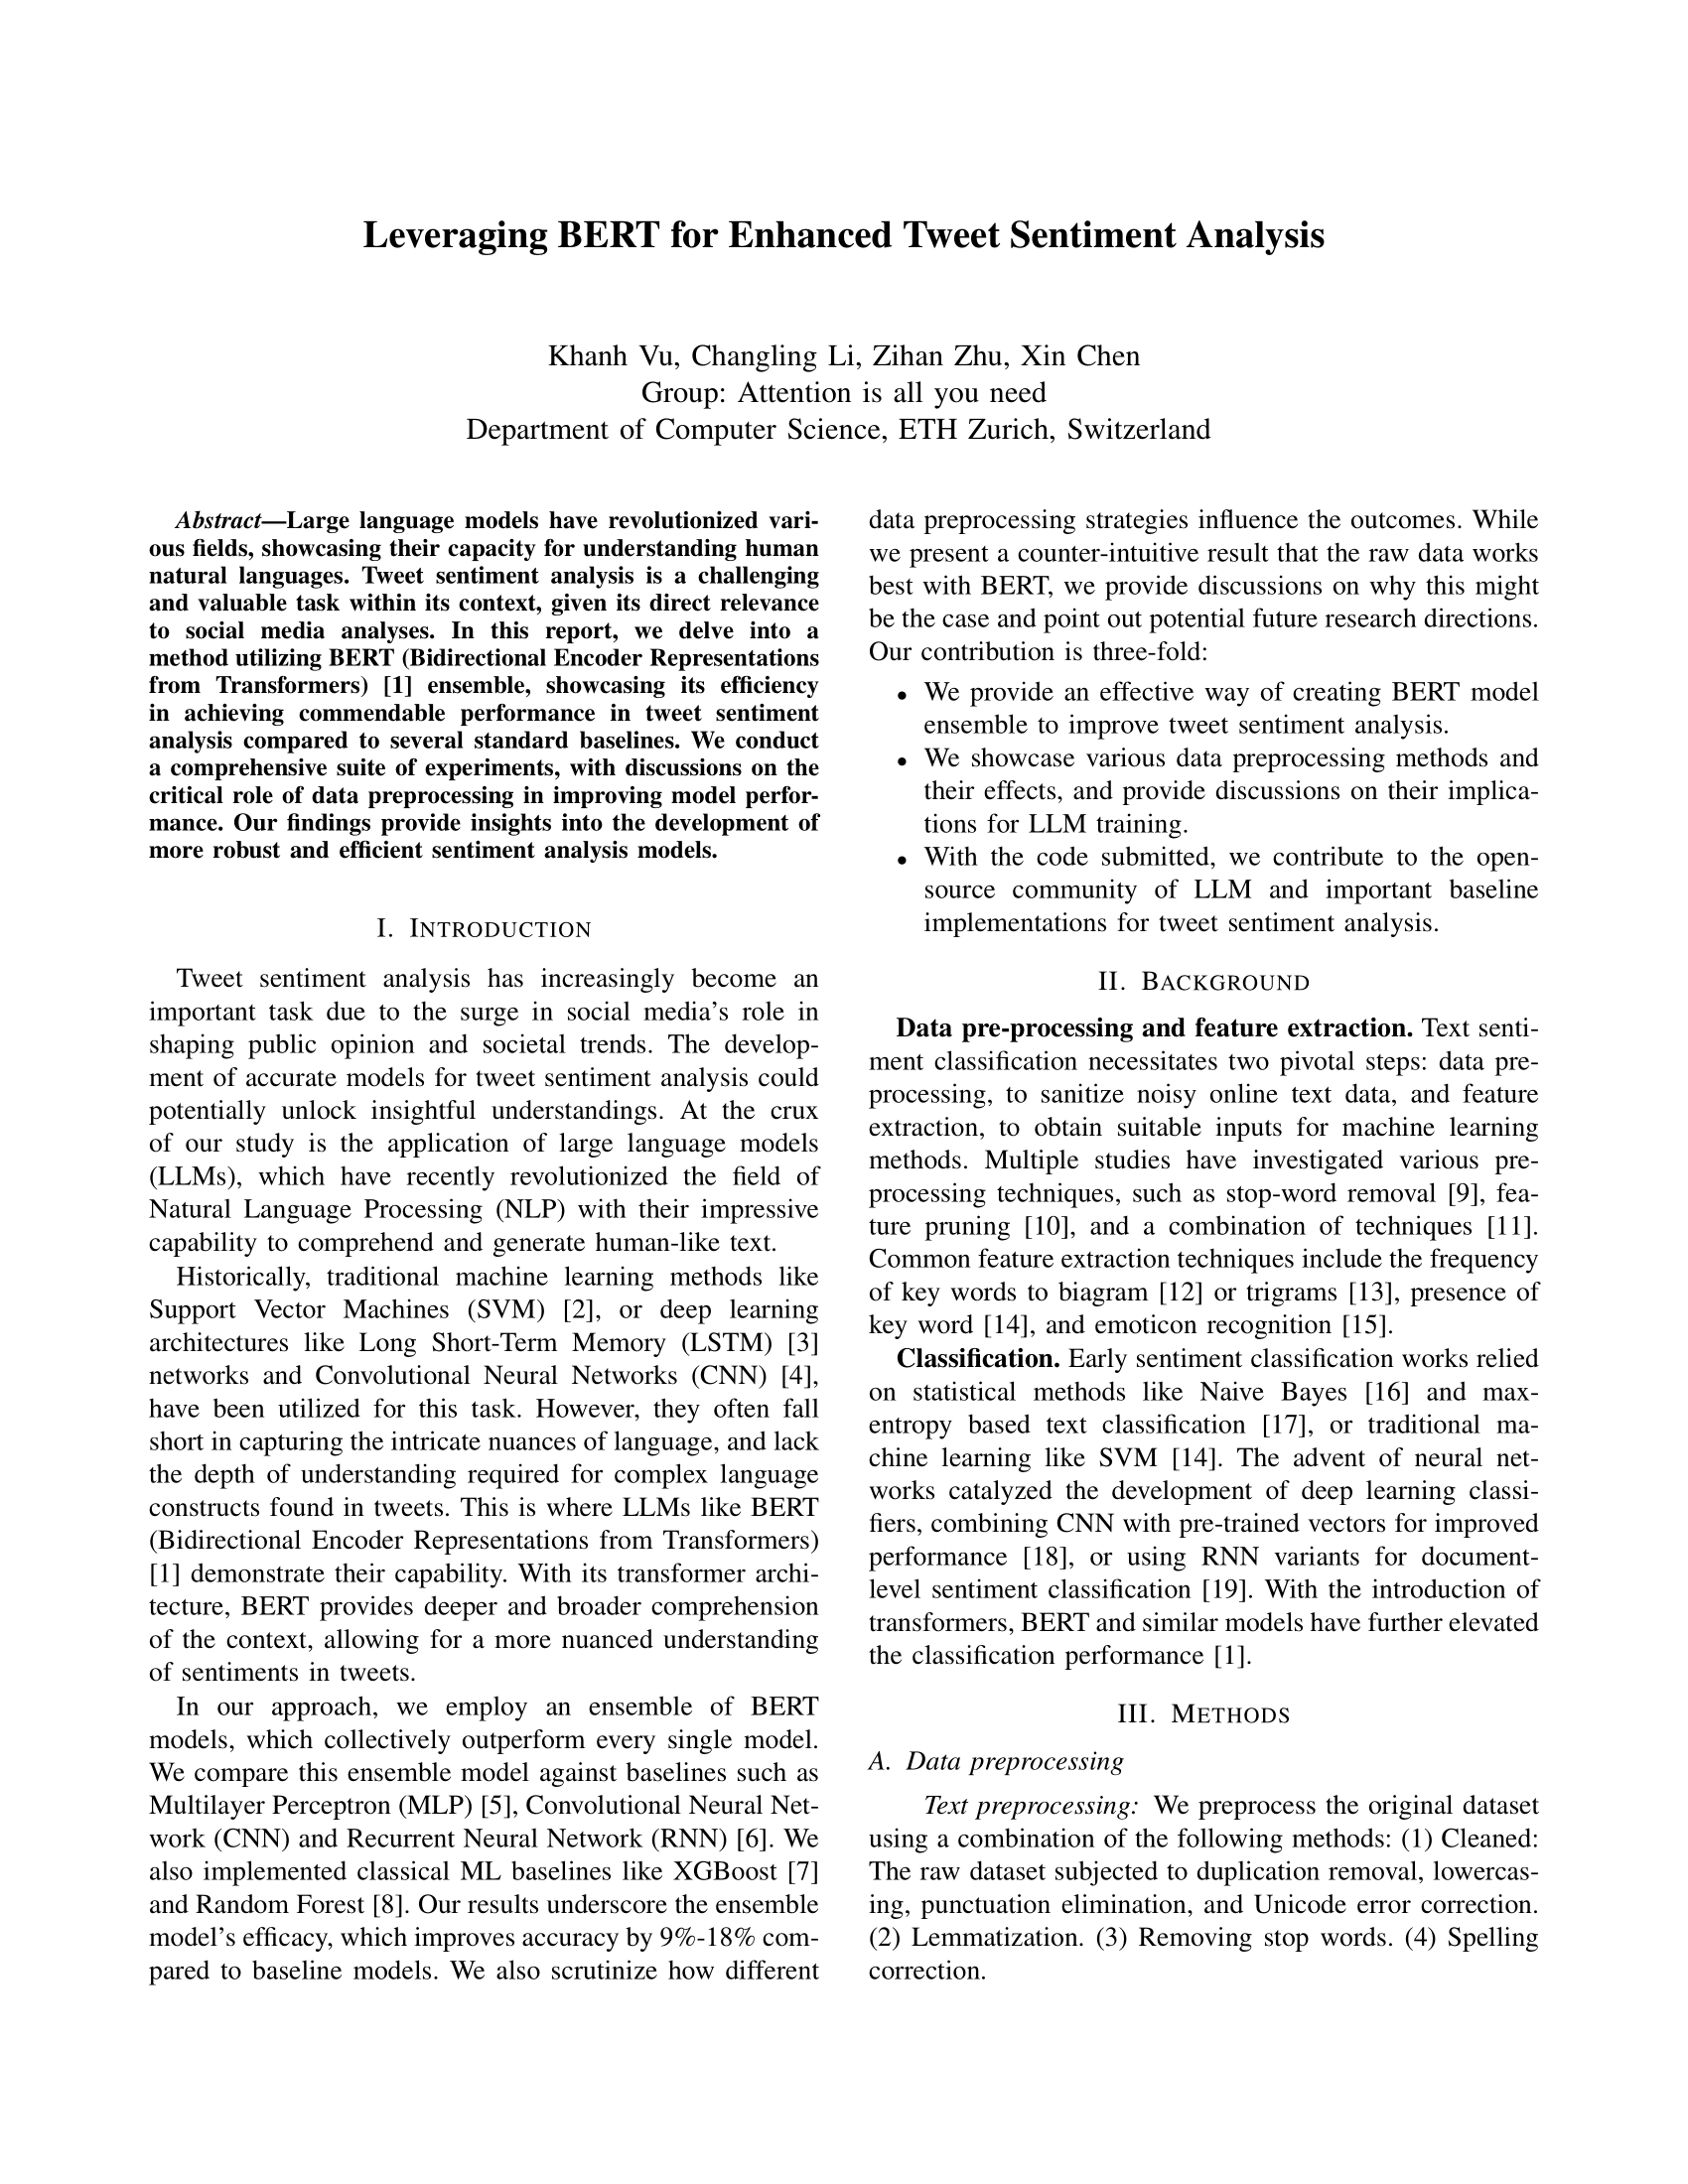 Leveraging BERT for Enhanced Tweet Sentiment Analysis
Khanh Vu, Changling Li, Zihan Zhu, Xin Chen
Group: Attention is all you need
Department of Computer Science, ETH Zurich, Switzerland
Abstract—Large language models have revolutionized vari-
ous fields, showcasing their capacity for understanding human
natural languages. Tweet sentiment analysis is a challenging
and valuable task within its context, given its direct relevance
to social media analyses. In this report, we delve into a
method utilizing BERT (Bidirectional Encoder Representations
from Transformers) [1] ensemble, showcasing its efficiency
in achieving commendable performance in tweet sentiment
analysis compared to several standard baselines. We conduct
a comprehensive suite of experiments, with discussions on the
critical role of data preprocessing in improving model perfor-
mance. Our findings provide insights into the development of
more robust and efficient sentiment analysis models.
I. INTRODUCTION
Tweet sentiment analysis has increasingly become an
important task due to the surge in social media's role in
shaping public opinion and societal trends. The develop-
ment of accurate models for tweet sentiment analysis could
potentially unlock insightful understandings. At the crux
of our study is the application of large language models
(LLMs), which have recently revolutionized the field of
Natural Language Processing (NLP) with their impressive
capability to comprehend and generate human-like text.
Historically, traditional machine learning methods like
Support Vector Machines (SVM) [2], or deep learning
architectures like Long Short-Term Memory (LSTM) [3]
networks and Convolutional Neural Networks (CNN) [4],
have been utilized for this task. However, they often fall
short in capturing the intricate nuances of language, and lack
the depth of understanding required for complex language
constructs found in tweets. This is where LLMs like BERT
(Bidirectional Encoder Representations from Transformers)
[1] demonstrate their capability. With its transformer archi-
tecture, BERT provides deeper and broader comprehension
of the context, allowing for a more nuanced understanding
of sentiments in tweets.
In our approach, we employ an ensemble of BERT
models, which collectively outperform every single model.
We compare this ensemble model against baselines such as
Multilayer Perceptron (MLP) [5], Convolutional Neural Net-
work (CNN) and Recurrent Neural Network (RNN) [6]. We
also implemented classical ML baselines like XGBoost [7]
and Random Forest [8]. Our results underscore the ensemble
model's efficacy, which improves accuracy by 9%-18% com-
pared to baseline models. We also scrutinize how different
data preprocessing strategies influence the outcomes. While
we present a counter-intuitive result that the raw data works
best with BERT, we provide discussions on why this might
be the case and point out potential future research directions.
Our contribution is three-fold:
• We provide an effective way of creating BERT model
ensemble to improve tweet sentiment analysis.
• We showcase various data preprocessing methods and
their effects, and provide discussions on their implica-
tions for LLM training.
• With the code submitted, we contribute to the open-
source community of LLM and important baseline
implementations for tweet sentiment analysis.
II. BACKGROUND
Data pre-processing and feature extraction. Text senti-
ment classification necessitates two pivotal steps: data pre-
processing, to sanitize noisy online text data, and feature
extraction, to obtain suitable inputs for machine learning
methods. Multiple studies have investigated various pre-
processing techniques, such as stop-word removal [9], fea-
ture pruning [10], and a combination of techniques [11].
Common feature extraction techniques include the frequency
of key words to biagram [12] or trigrams [13], presence of
key word [14], and emoticon recognition [15].
Classification. Early sentiment classification works relied
on statistical methods like Naive Bayes [16] and max-
entropy based text classification [17], or traditional ma-
chine learning like SVM [14]. The advent of neural net-
works catalyzed the development of deep learning classi-
fiers, combining CNN with pre-trained vectors for improved
performance [18], or using RNN variants for document-
level sentiment classification [19]. With the introduction of
transformers, BERT and similar models have further elevated
the classification performance [1].
III. METHODS
A. Data preprocessing
Text preprocessing: We preprocess the original dataset
using a combination of the following methods: (1) Cleaned:
The raw dataset subjected to duplication removal, lowercas-
ing, punctuation elimination, and Unicode error correction.
(2) Lemmatization. (3) Removing stop words. (4) Spelling
correction.